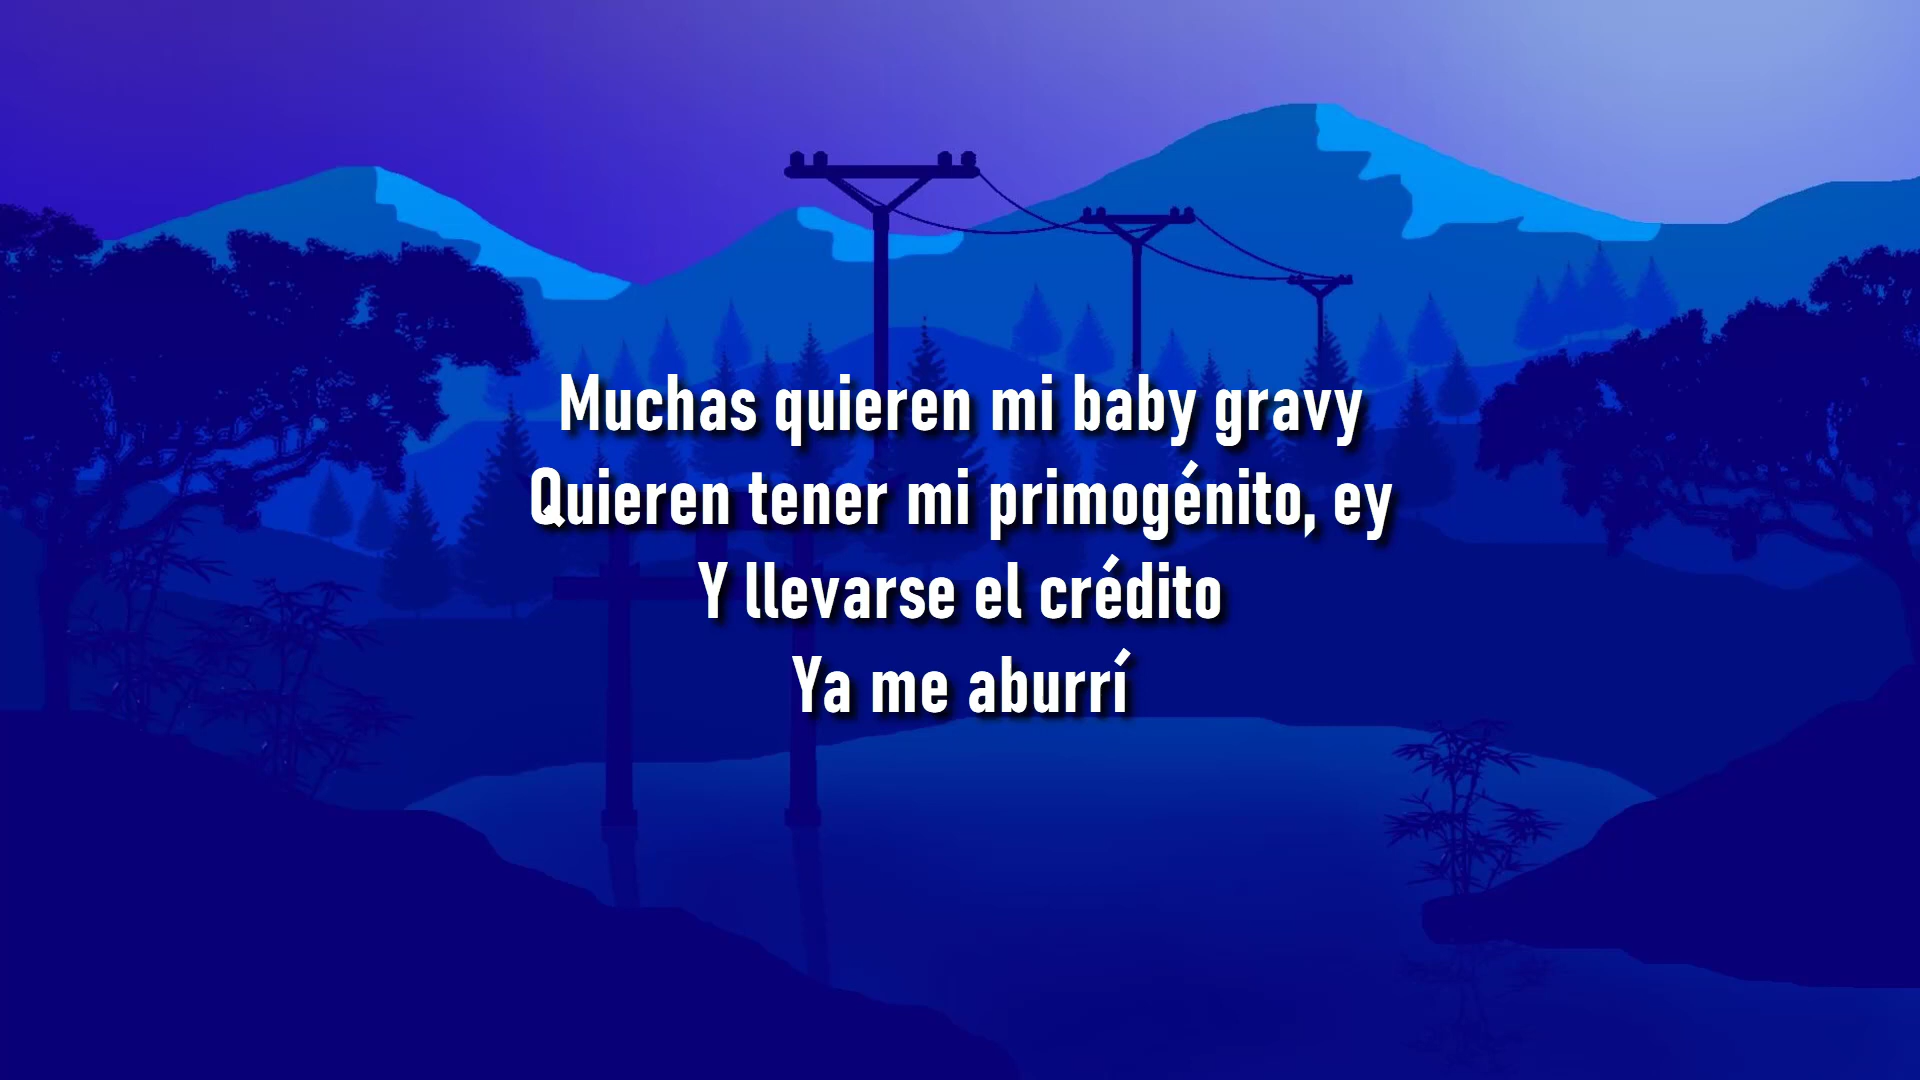 Muchas quieren mi baby gravy
Quieren tener mi primogénito, ey
Y llevarse el crédito
Ya me aburrí